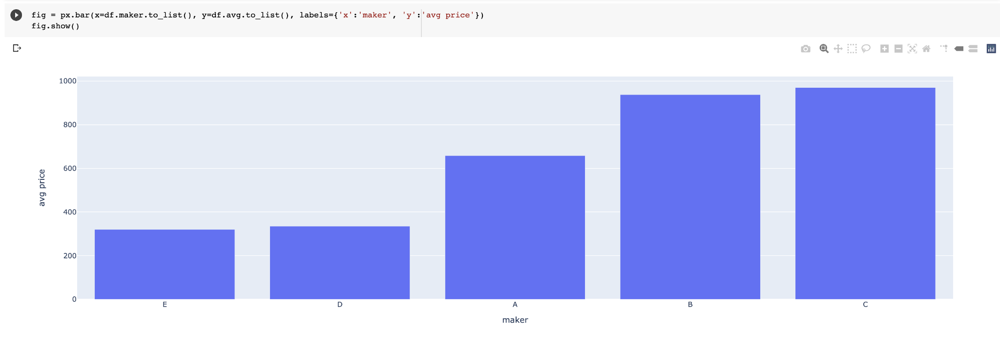 fig = px.bar(x=df.maker.to_list(), y=df.avg.to_list(), labels={'x':'maker', 'y':'avg price'})
fig.show()
1000
800
600
400
200
0
avg price
E D A B C
maker